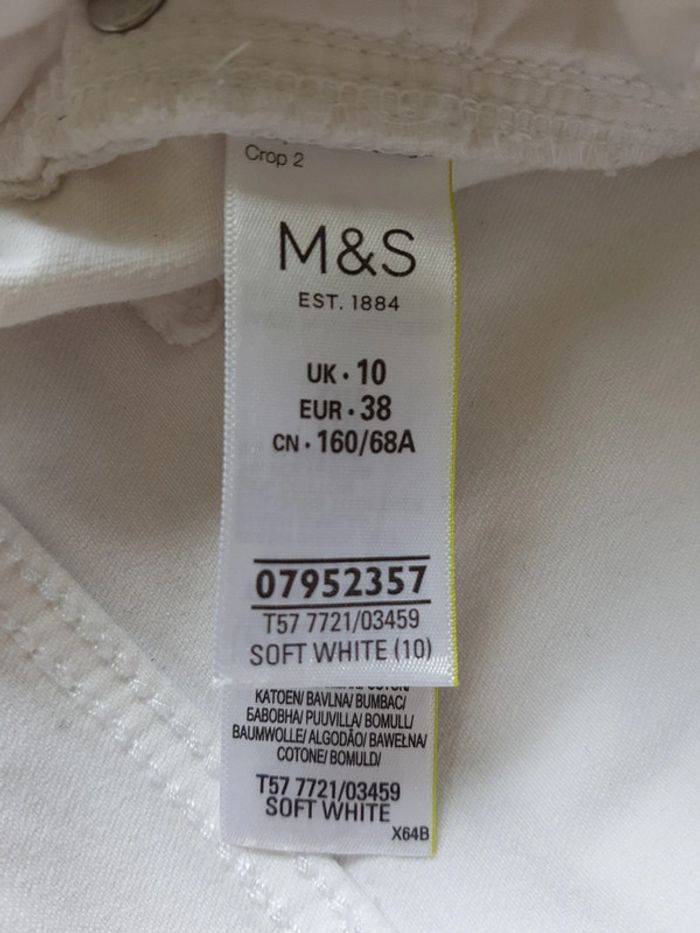 Crop 2
M&S
EST. 1884
UK • 10
EUR • 38
CN • 160/68A
07952357
T57 7721/03459
SOFT WHITE (10)
KATOEN/ BAVLNA/ BUMBAC/
БАВОВНА/ PUUVILLA/ BOMULL/
BAUMWOLLE/ ALGODÃO/ BAWEŁNA/
COTONE/ BOMULD/
T57 7721/03459
SOFT WHITE
X64B